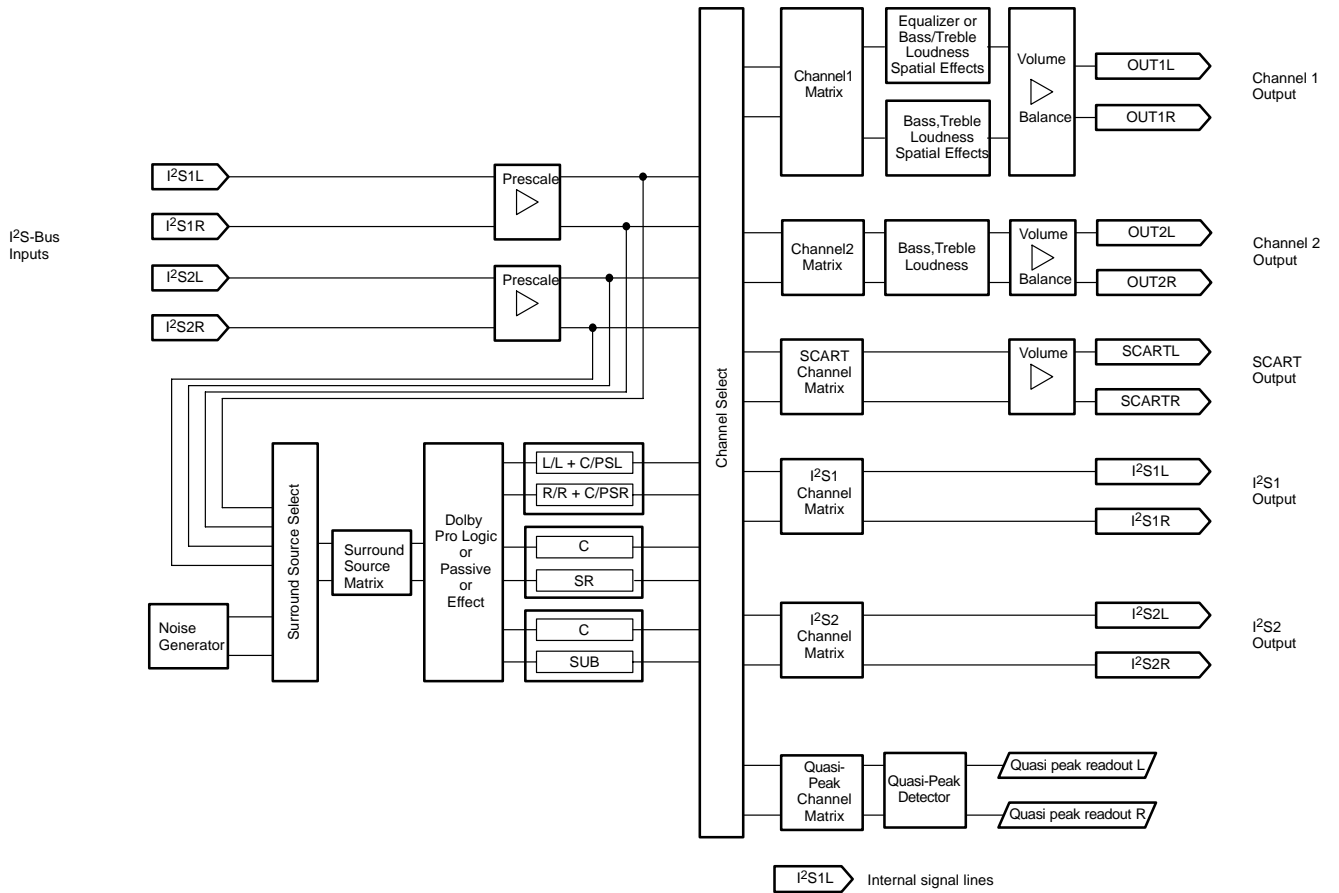 I²S-Bus
Inputs
I²S1L
I²S1R
I²S2L
I²S2R
Prescale
Prescale
Noise
Generator
Surround Source Select
Surround
Source
Matrix
Dolby
Pro Logic
or
Passive
or
Effect
L/L + C/PSL
R/R + C/PSR
C
SR
C
SUB
Channel Select
Channel1
Matrix
Equalizer or
Bass/Treble
Loudness
Spatial Effects
Bass,Treble
Loudness
Spatial Effects
Volume
Balance
OUT1L
OUT1R
Channel 1
Output
Channel2
Matrix
Bass,Treble
Loudness
Volume
Balance
OUT2L
OUT2R
Channel 2
Output
SCART
Channel
Matrix
Volume
SCARTL
SCARTR
SCART
Output
I²S1
Channel
Matrix
I²S1L
I²S1R
I²S1
Output
I²S2
Channel
Matrix
I²S2L
I²S2R
I²S2
Output
Quasi-
Peak
Channel
Matrix
Quasi-Peak
Detector
Quasi peak readout L
Quasi peak readout R
I²S1L
Internal signal lines